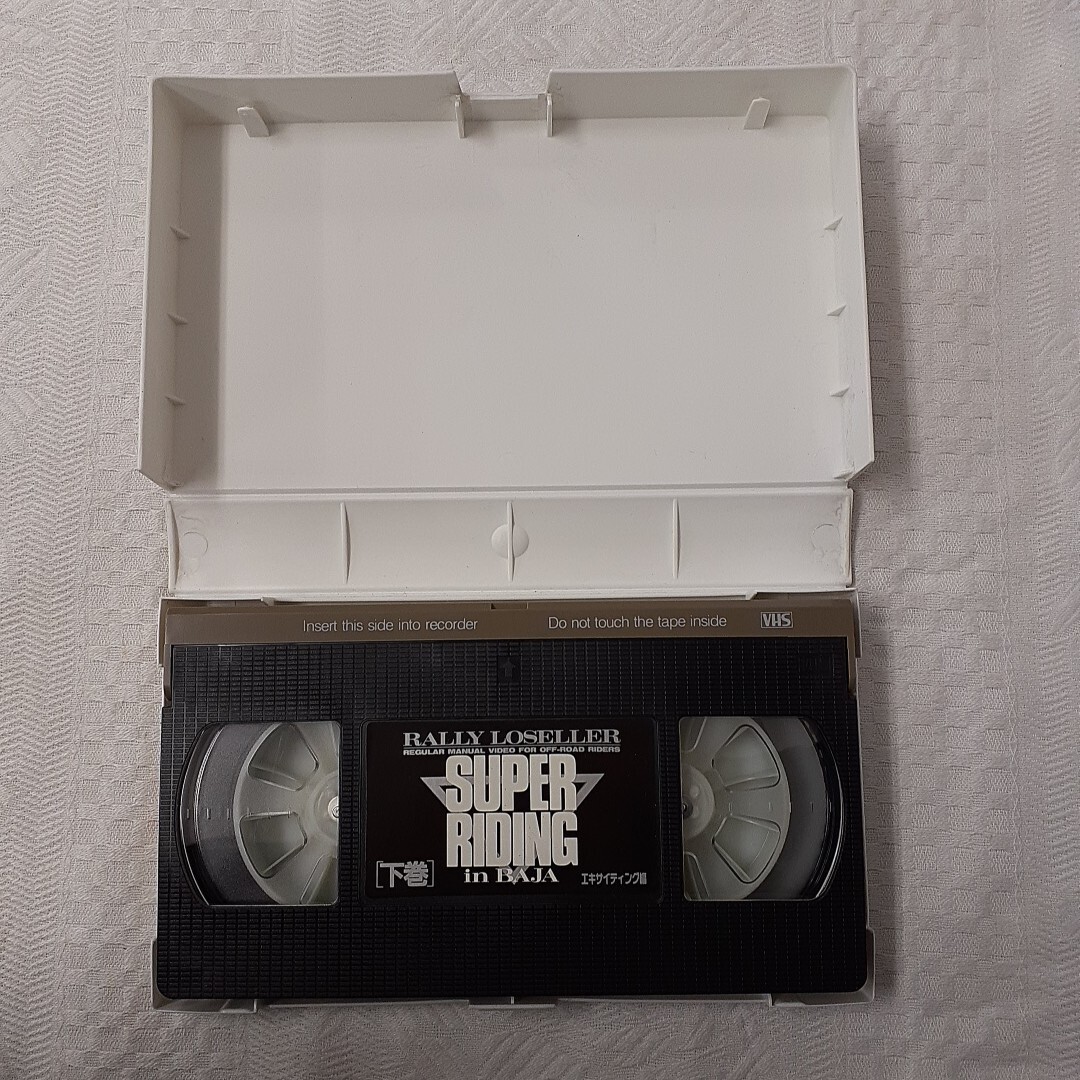 Insert this side into recorder Do not touch the tape inside VHS
RALLY LOSELLER
REGULAR MANUAL VIDEO FOR OFF-ROAD RIDERS
SUPER
RIDING
in BAJA
[下巻]
エキサイティング編